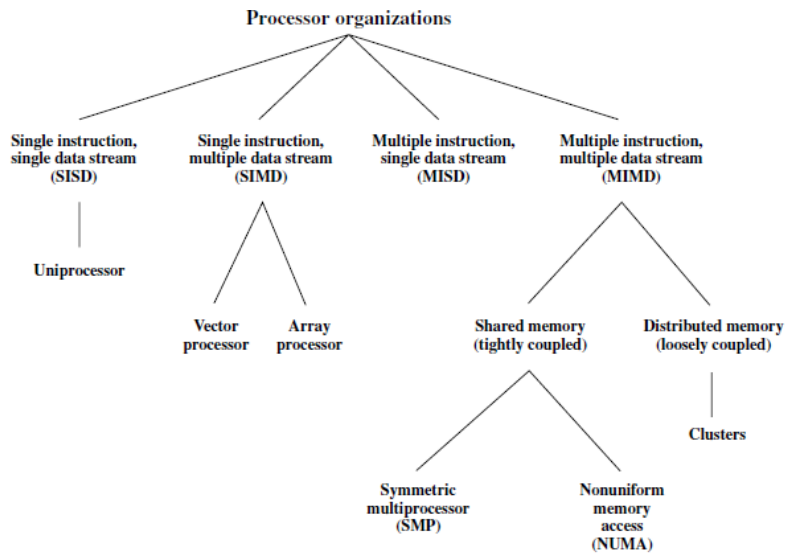 Processor organizations
Single instruction,
single data stream
(SISD)
Single instruction,
multiple data stream
(SIMD)
Multiple instruction,
single data stream
(MISD)
Multiple instruction,
multiple data stream
(MIMD)
Uniprocessor
Vector
processor
Array
processor
Shared memory
(tightly coupled)
Distributed memory
(loosely coupled)
Clusters
Symmetric
multiprocessor
(SMP)
Nonuniform
memory
access
(NUMA)